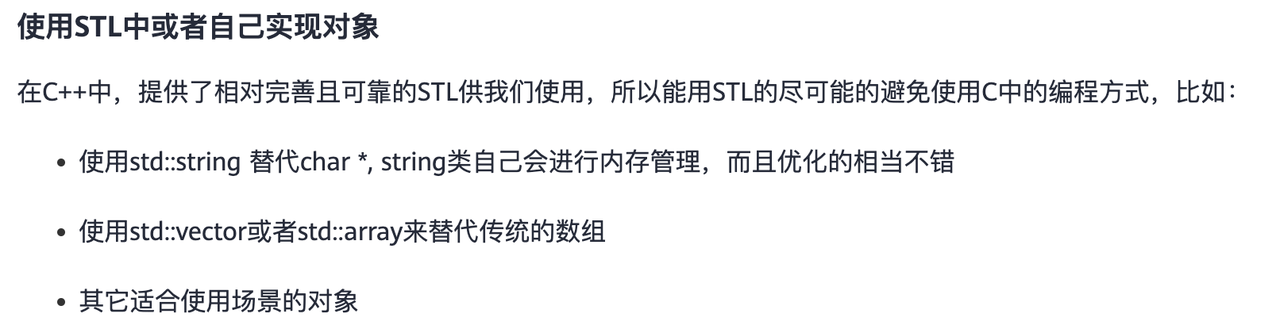 使用STL中或者自己实现对象
在C++中，提供了相对完善且可靠的STL供我们使用，所以能用STL的尽可能的避免使用C中的编程方式，比如：
• 使用std::string 替代char *, string类自己会进行内存管理，而且优化的相当不错
• 使用std::vector或者std::array来替代传统的数组
• 其它适合使用场景的对象